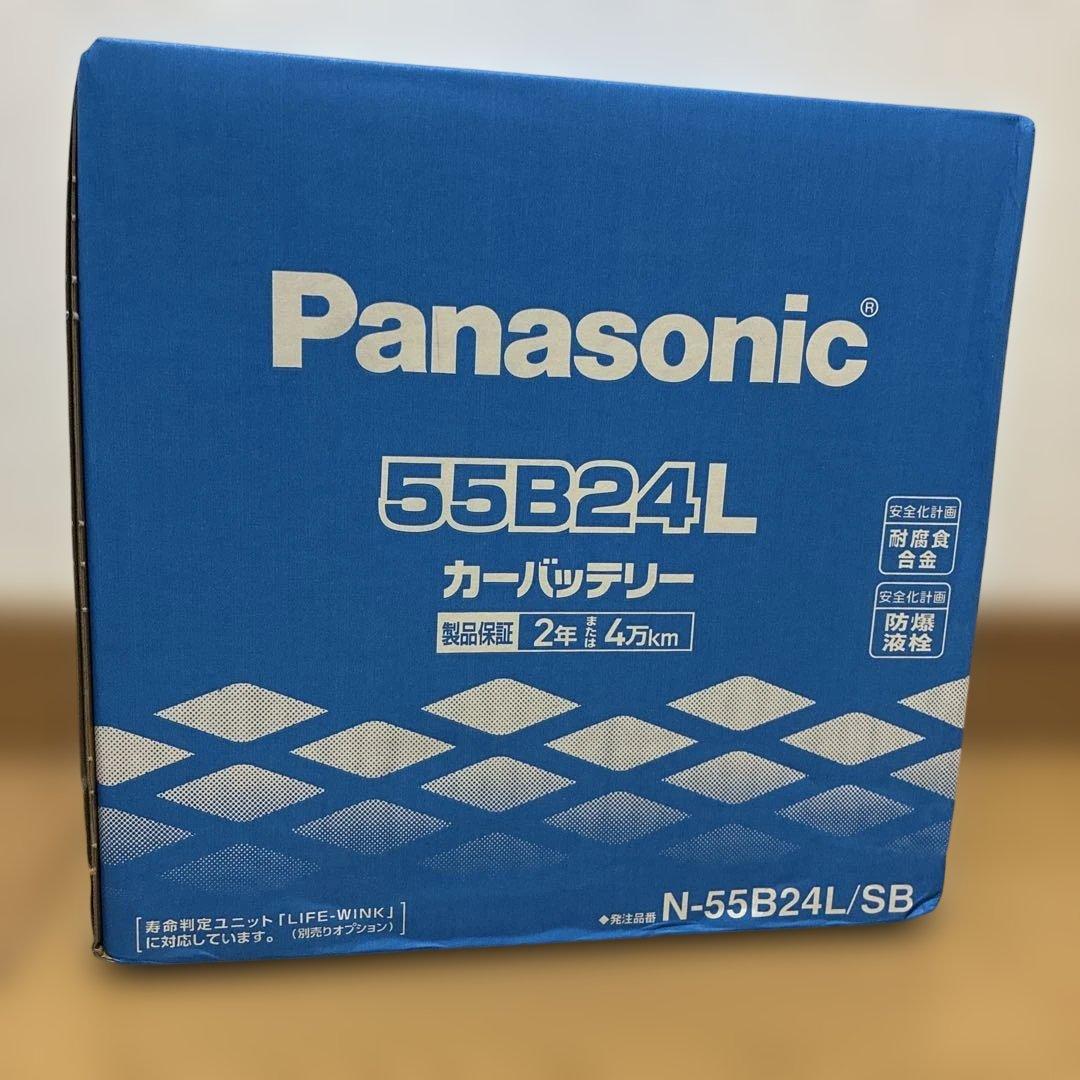 Panasonic®
55B24L
カーバッテリー
製品保証 2年 または 4万km
安全化計画
耐腐食
合金
安全化計画
防爆
液栓
寿命判定ユニット「LIFE-WINK」
に対応しています。（別売りオプション）
◆発注品番 N-55B24L/SB